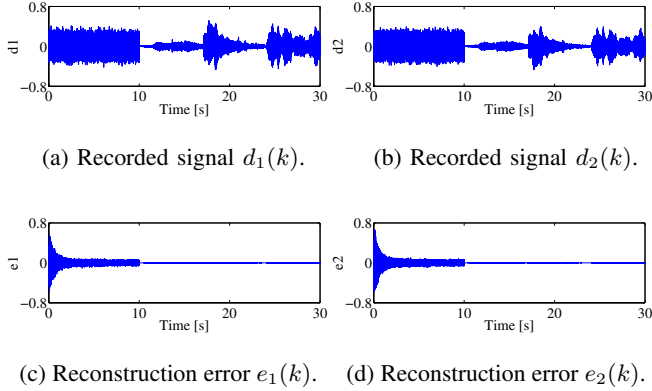 0.8
d1
0
−0.8
0
10
20
30
Time [s]
0.8
d2
0
−0.8
0
10
20
30
Time [s]
(a) Recorded signal d₁(k).
(b) Recorded signal d₂(k).
0.8
e1
0
−0.8
0
10
20
30
Time [s]
0.8
e2
0
−0.8
0
10
20
30
Time [s]
(c) Reconstruction error e₁(k).
(d) Reconstruction error e₂(k).